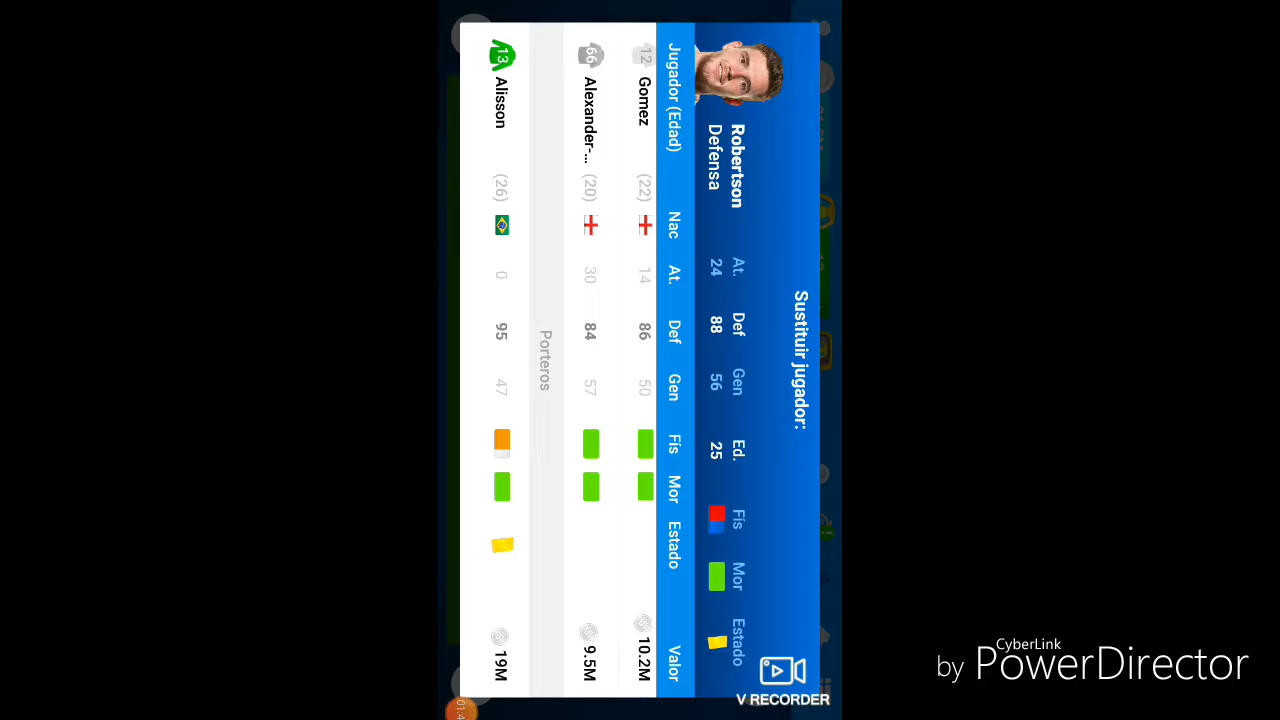 Sustituir jugador:
Robertson At. Def Gen Ed. Fís Mor Estado
Defensa 24 88 56 25
Jugador (Edad) Nac At. Def Gen Fís Mor Estado Valor
12 Gomez (22) 14 86 50 10.2M
66 Alexander-... (20) 30 84 57 9.5M
Porteros
13 Alisson (26) 0 95 47 19M
V RECORDER
CyberLink
by PowerDirector